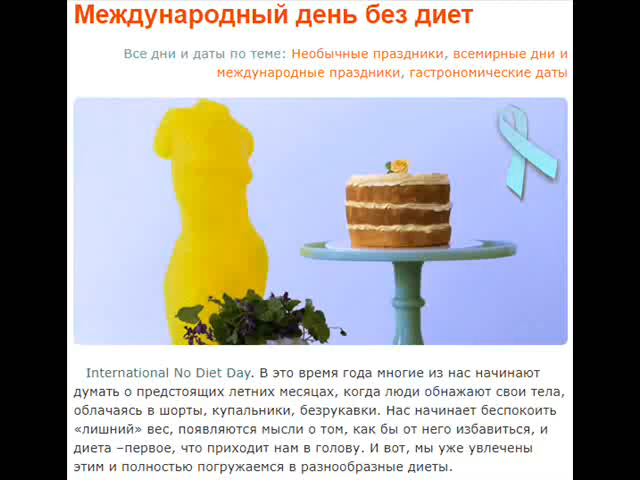 Международный день без диет
Все дни и даты по теме: Необычные праздники, всемирные дни и
международные праздники, гастрономические даты
International No Diet Day. В это время года многие из нас начинают
думать о предстоящих летних месяцах, когда люди обнажают свои тела,
облачаясь в шорты, купальники, безрукавки. Нас начинает беспокоить
«лишний» вес, появляются мысли о том, как бы от него избавиться, и
диета –первое, что приходит нам в голову. И вот, мы уже увлечены
этим и полностью погружаемся в разнообразные диеты.